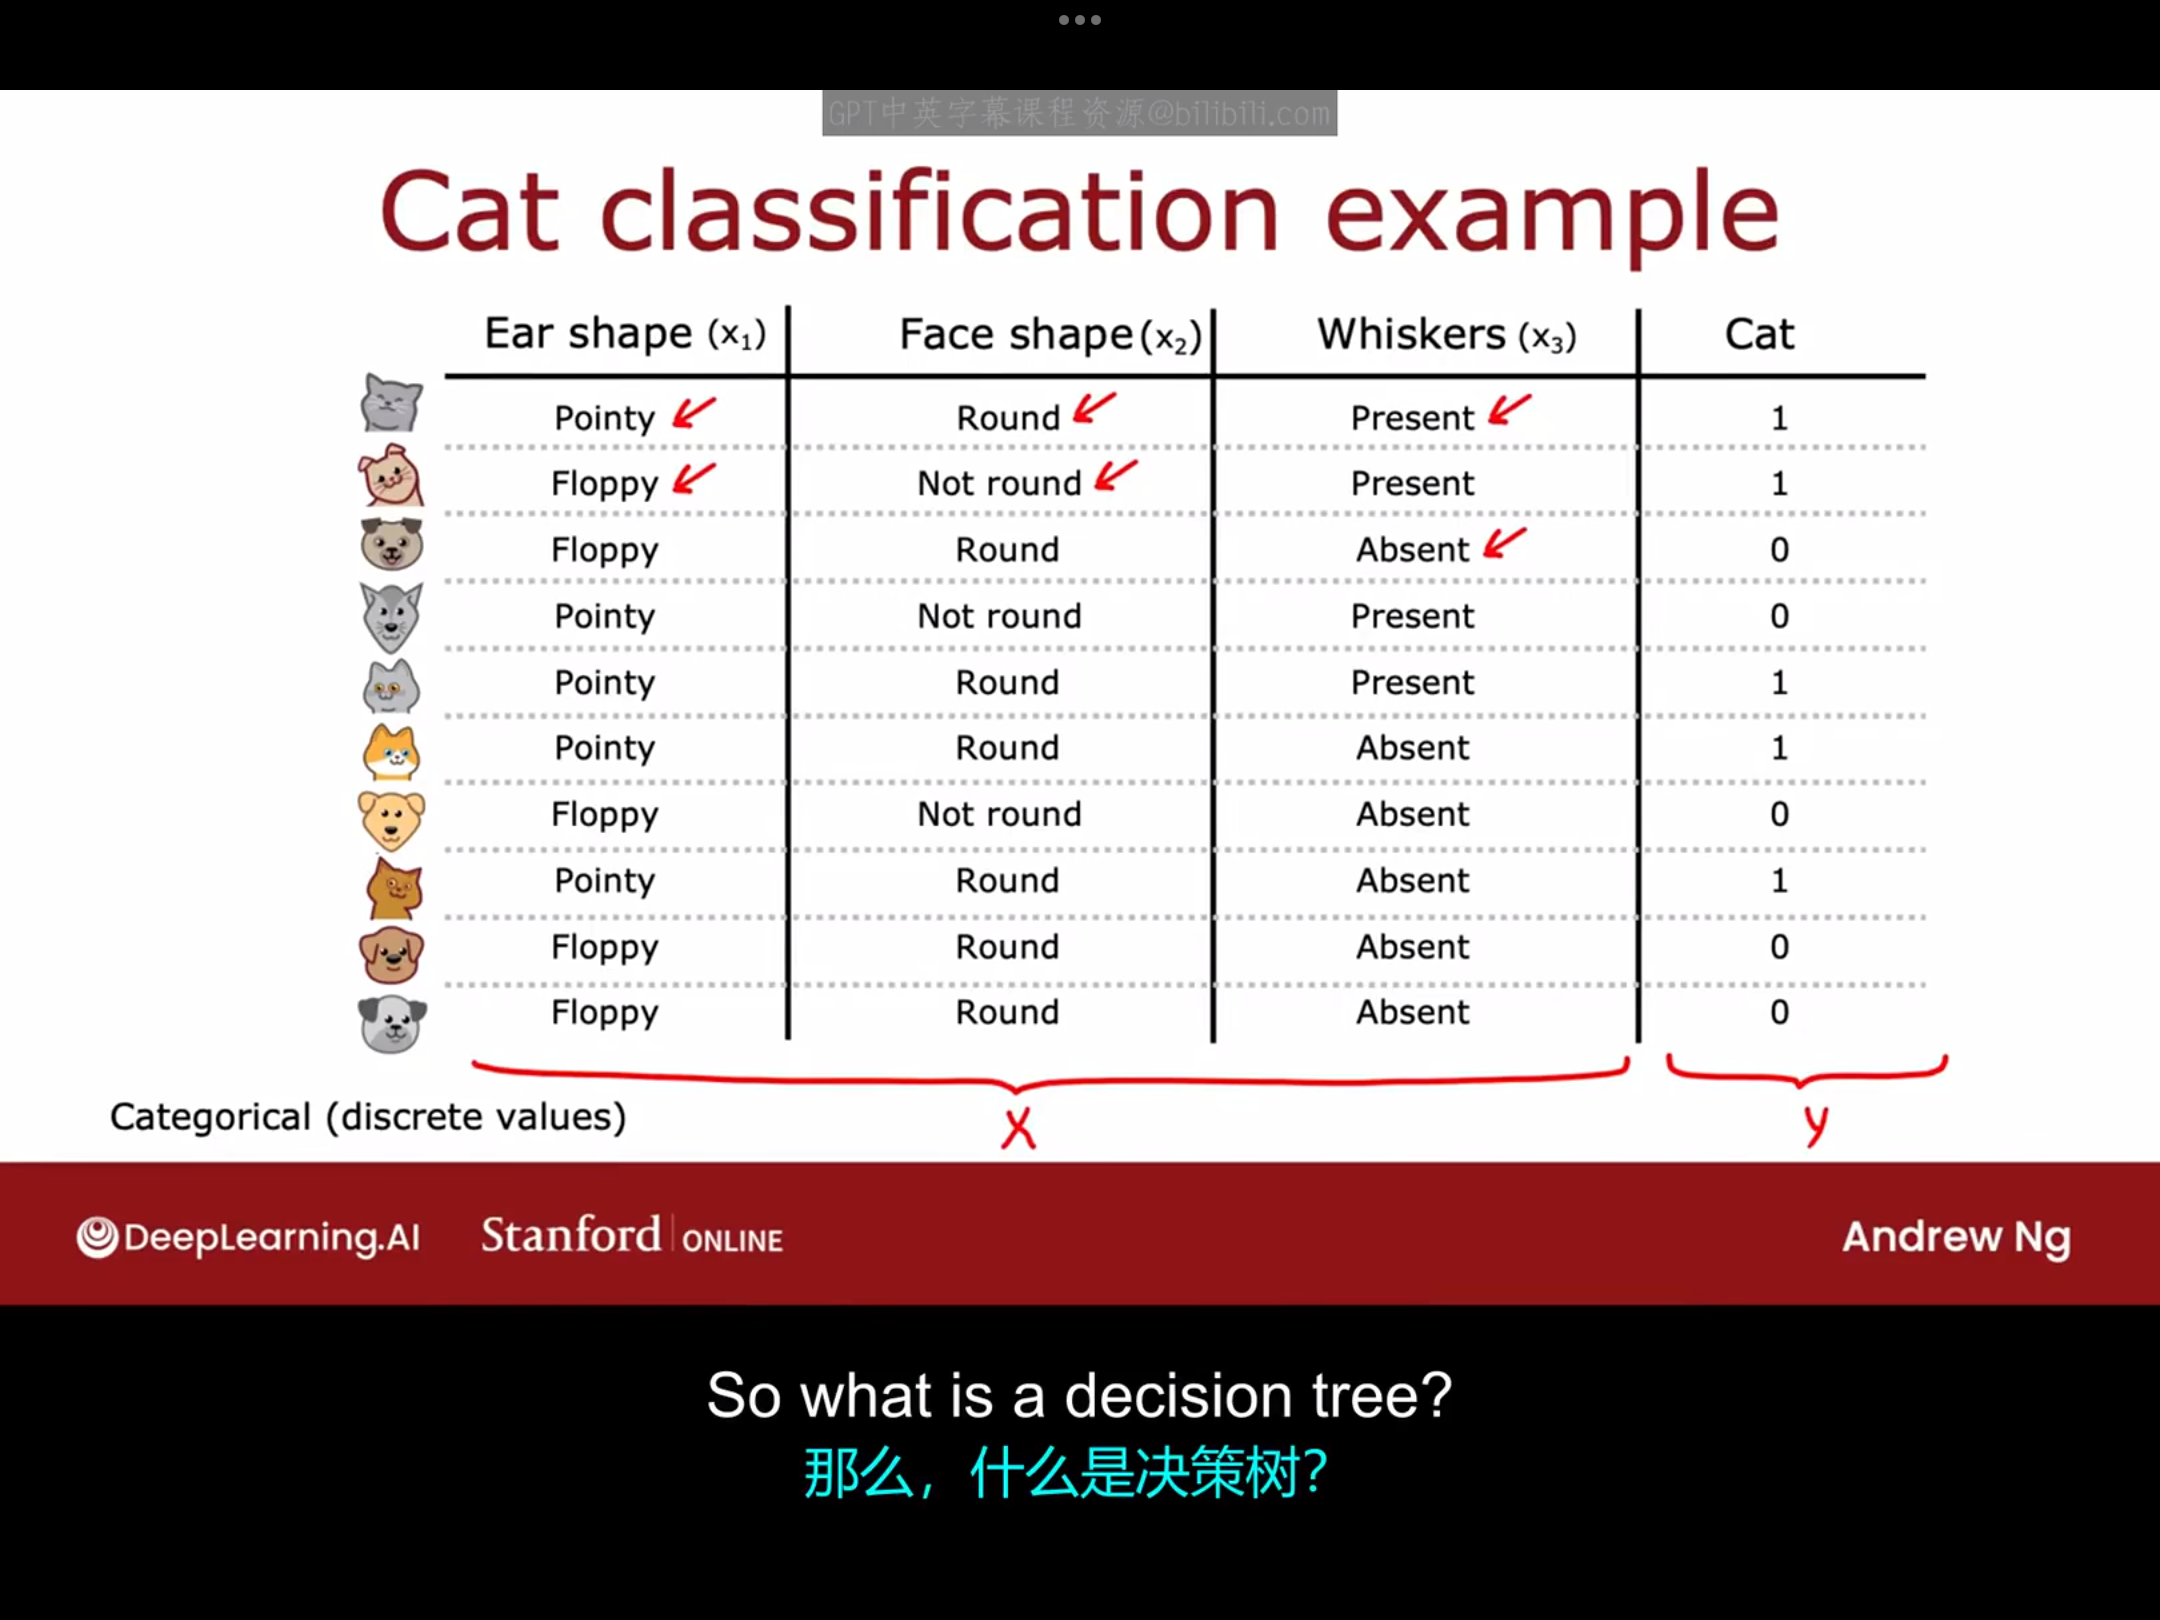 GPT中英字幕课程资源@bilibili.com
Cat classification example
Ear shape (x₁) Face shape (x₂) Whiskers (x₃) Cat
Pointy Round Present 1
Floppy Not round Present 1
Floppy Round Absent 0
Pointy Not round Present 0
Pointy Round Present 1
Pointy Round Absent 1
Floppy Not round Absent 0
Pointy Round Absent 1
Floppy Round Absent 0
Floppy Round Absent 0
Categorical (discrete values)
X y
DeepLearning.AI Stanford ONLINE Andrew Ng
So what is a decision tree?
那么，什么是决策树？